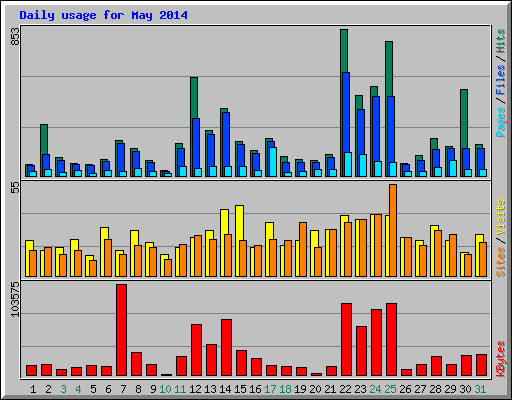 Daily usage for May 2014
853
Pages / Files / Hits
55
Sites / Visits
103575
KBytes
1 2 3 4 5 6 7 8 9 10 11 12 13 14 15 16 17 18 19 20 21 22 23 24 25 26 27 28 29 30 31